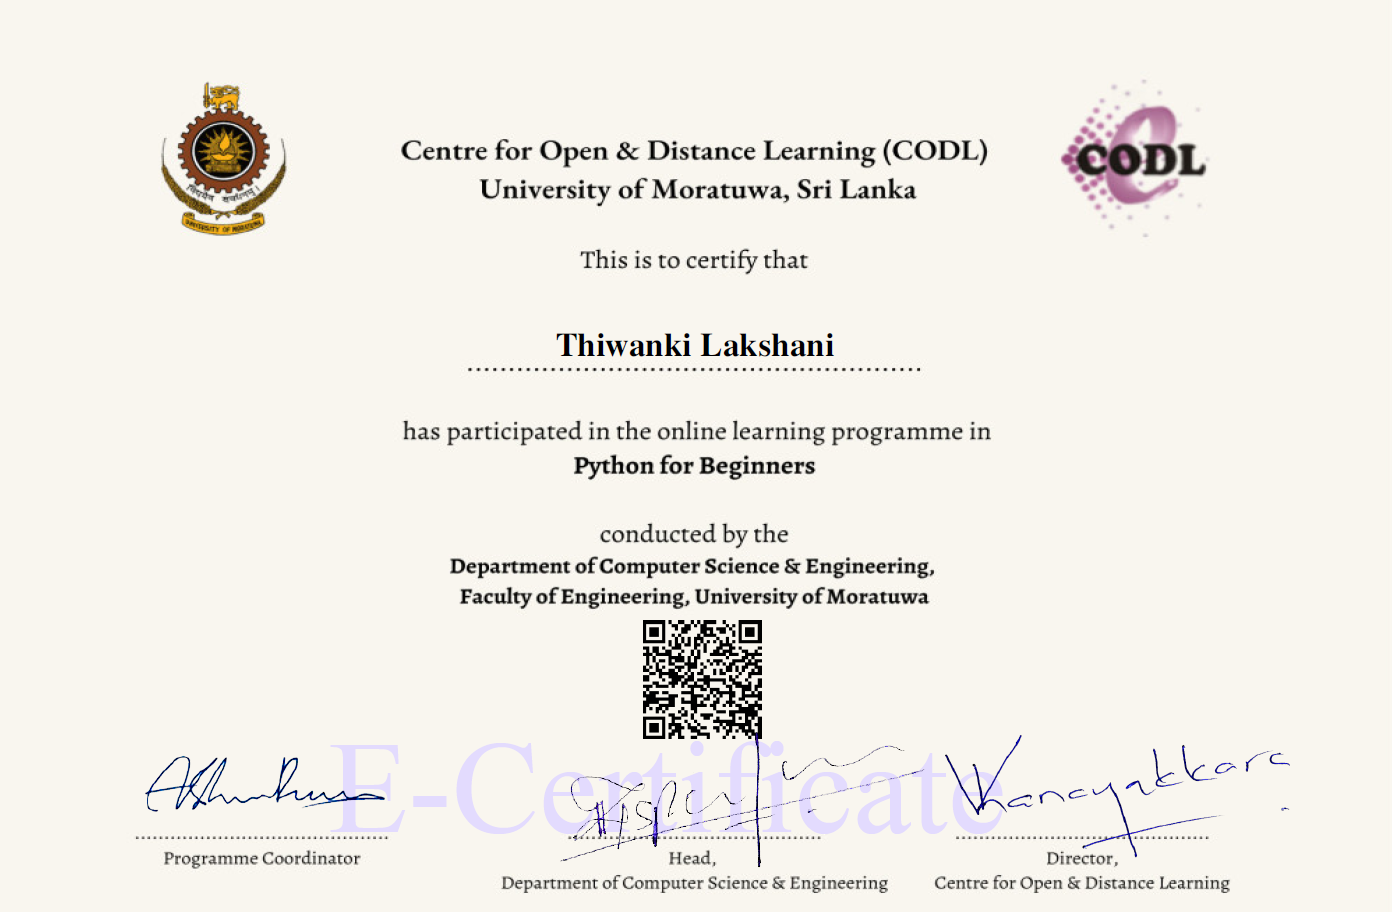 Centre for Open & Distance Learning (CODL)
University of Moratuwa, Sri Lanka
CODL
UNIVERSITY OF MORATUWA
This is to certify that
Thiwanki Lakshani
has participated in the online learning programme in
Python for Beginners
conducted by the
Department of Computer Science & Engineering,
Faculty of Engineering, University of Moratuwa
E-Certificate
Programme Coordinator
Head,
Department of Computer Science & Engineering
Director,
Centre for Open & Distance Learning